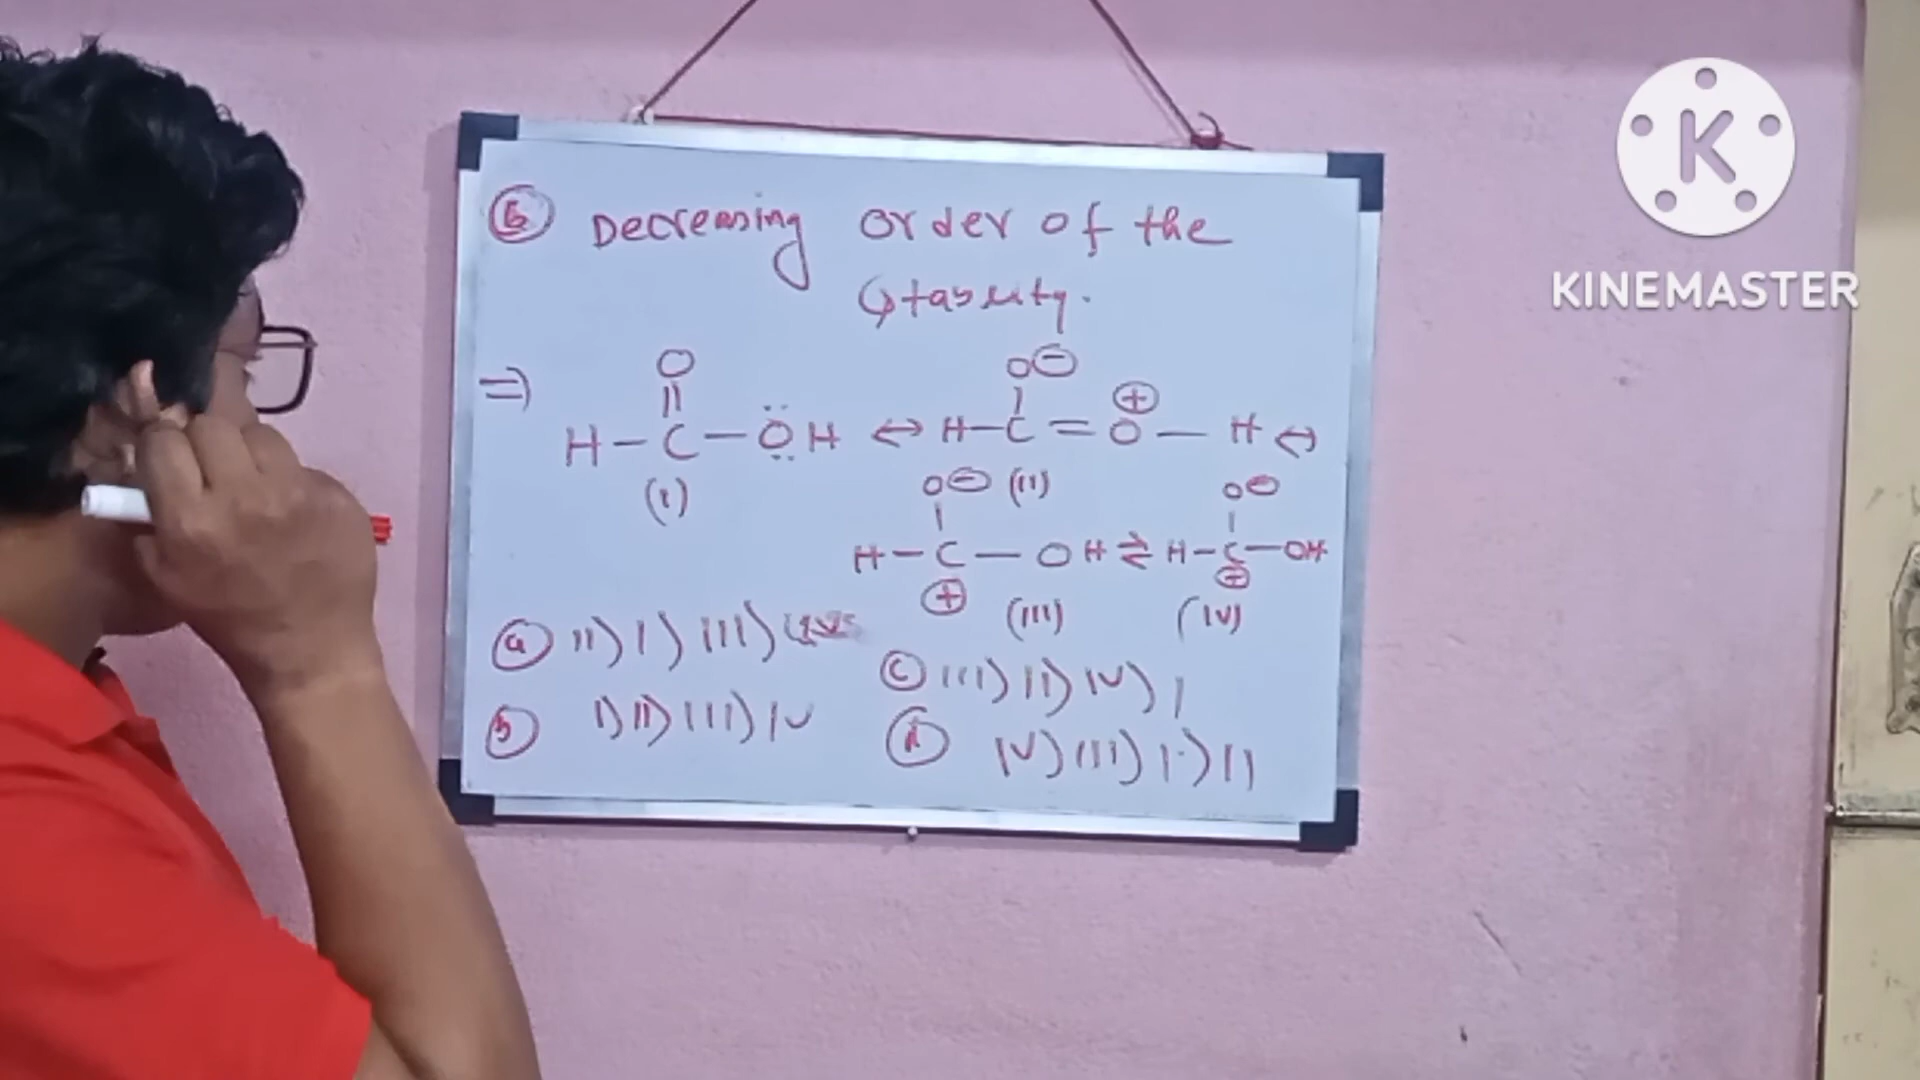 6 Decreasing order of the
Stability.
⇒ O O⊖
|| | ⊕
H–C–ÖH ↔ H–C=O–H ↔
(I) (II)
O⊖ O⊖
| |
H–C–OH ⇌ H–C–OH
⊕ ⊕
(III) (IV)
a II > I > III >
b I > II > III > IV
c III > II > IV > I
d IV > III > I > II
K
KINEMASTER